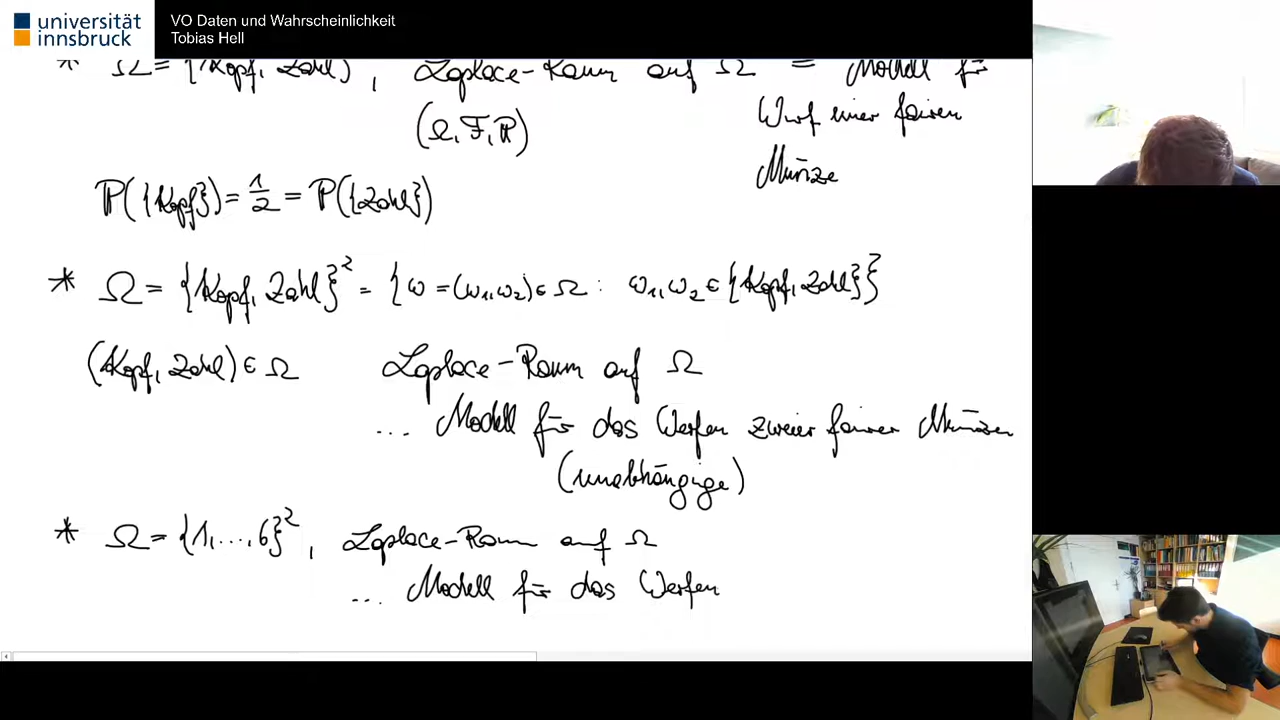 universität
innsbruck
VO Daten und Wahrscheinlichkeit
Tobias Hell
* Ω = {Kopf, Zahl}, Laplace-Raum auf Ω = Modell für
(Ω, F, ℙ)
Wurf einer fairen
Münze
ℙ({Kopf}) = 1/2 = ℙ({Zahl})
* Ω = {Kopf, Zahl}² = {ω = (ω₁, ω₂) ∈ Ω : ω₁, ω₂ ∈ {Kopf, Zahl}}
(Kopf, Zahl) ∈ Ω Laplace-Raum auf Ω
... Modell für das Werfen zweier fairer Münzen
(unabhängige)
* Ω = {1, ..., 6}², Laplace-Raum auf Ω
... Modell für das Werfen